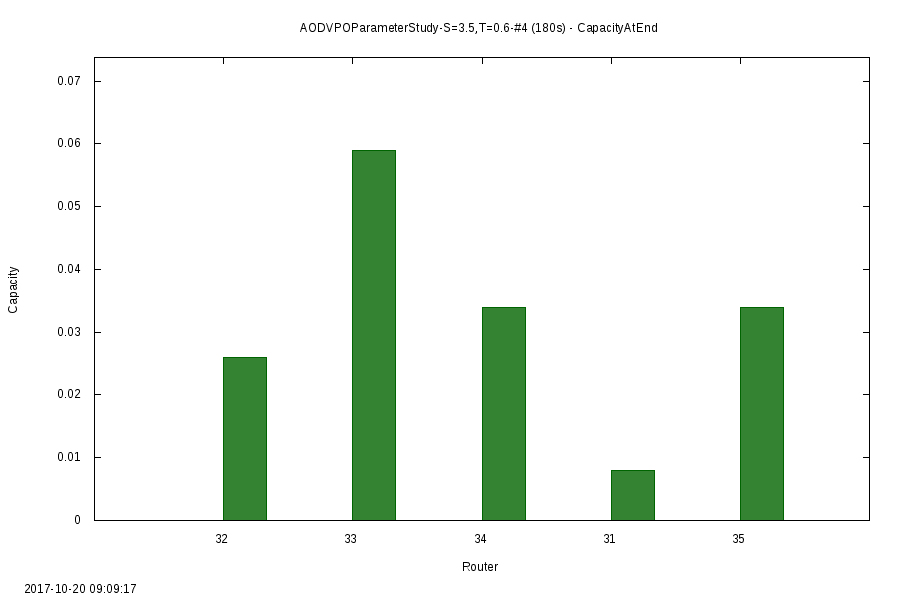 AODVPOParameterStudy-S=3.5,T=0.6-#4 (180s) - CapacityAtEnd
0.07
0.06
0.05
0.04
0.03
0.02
0.01
0
Capacity
32 33 34 31 35
Router
2017-10-20 09:09:17